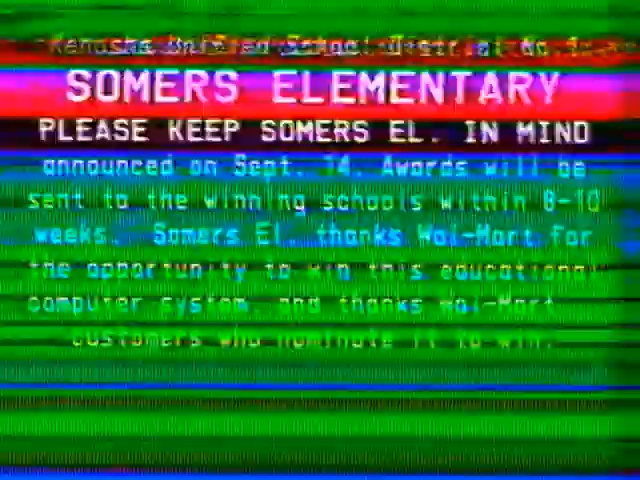 Kenosha Unified School District No. 1
SOMERS ELEMENTARY
PLEASE KEEP SOMERS EL. IN MIND
announced on Sept. 14. Awards will be
sent to the winning schools within 8-10
weeks. Somers El. thanks Wal-Mart for
the opportunity to win this educational
computer system, and thanks Wal-Mart
customers who nominate it to win.